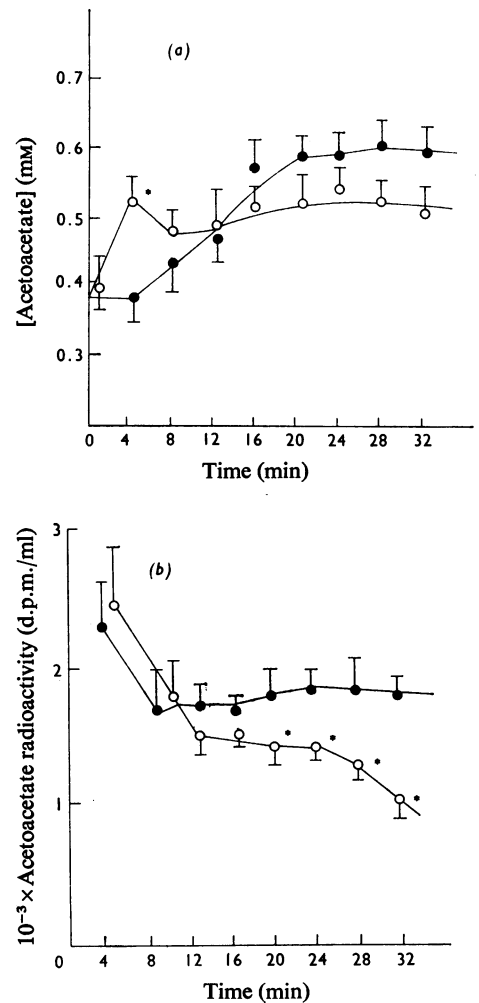 (a)
[Acetoacetate] (mM)
0.7
0.6
0.5
0.4
0.3
*
0 4 8 12 16 20 24 28 32
Time (min)
(b)
10⁻³ × Acetoacetate radioactivity (d.p.m./ml)
3
2
1
* * * *
0 4 8 12 16 20 24 28 32
Time (min)